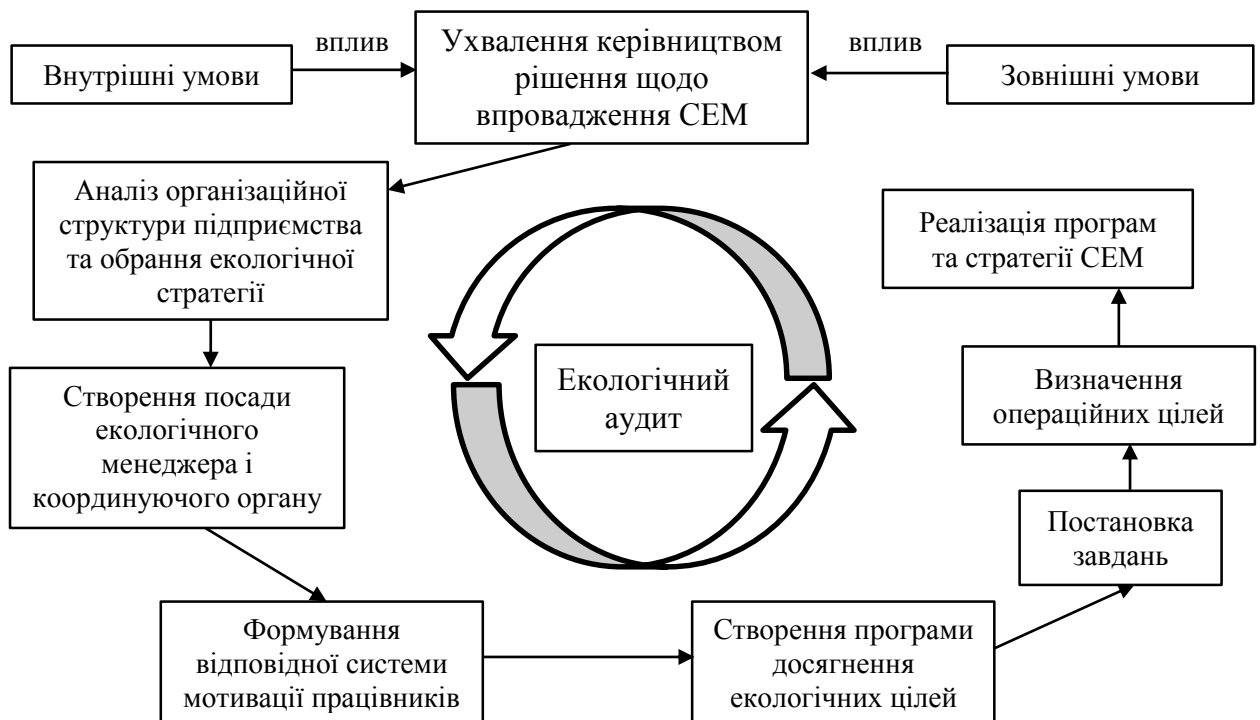 вплив
Ухвалення керівництвом
рішення щодо
впровадження СЕМ
вплив
Внутрішні умови
Зовнішні умови
Аналіз організаційної
структури підприємства
та обрання екологічної
стратегії
Реалізація програм
та стратегії СЕМ
Створення посади
екологічного
менеджера і
координуючого органу
Екологічний
аудит
Визначення
операційних цілей
Постановка
завдань
Формування
відповідної системи
мотивації працівників
Створення програми
досягнення
екологічних цілей